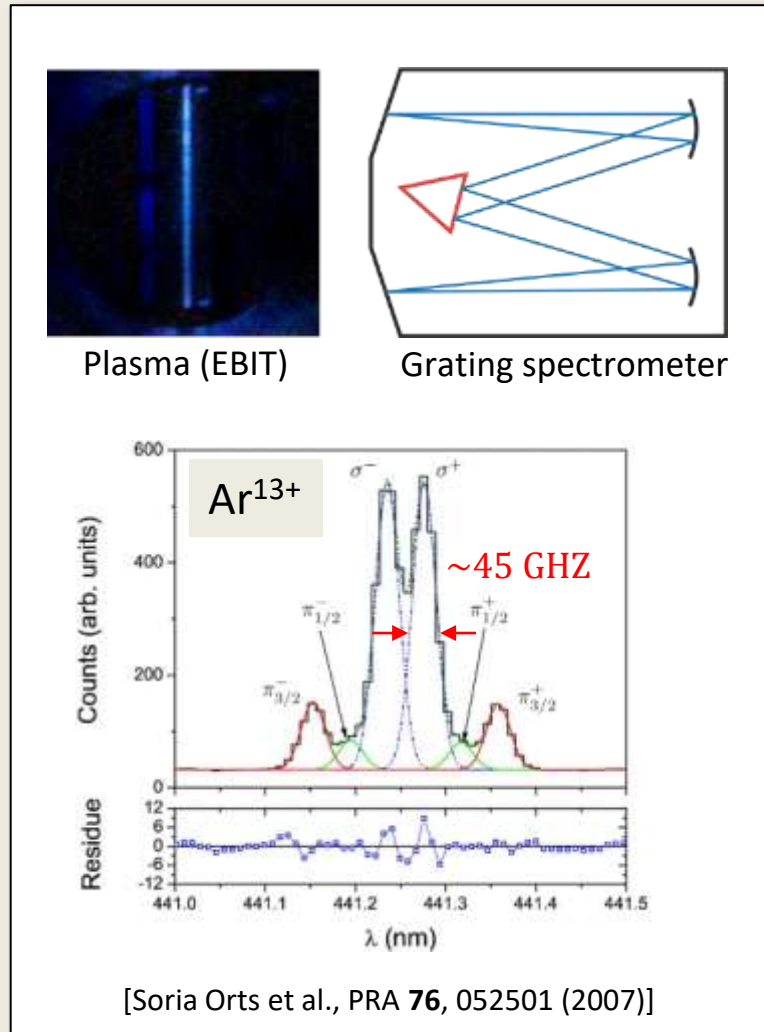 Plasma (EBIT)
Grating spectrometer
Ar13+
σ− σ+
~45 GHZ
π−1/2
π+1/2
π−3/2
π+3/2
Counts (arb. units)
600
400
200
0
Residue
12
6
0
-6
-12
441.0 441.1 441.2 441.3 441.4 441.5
λ (nm)
[Soria Orts et al., PRA 76, 052501 (2007)]